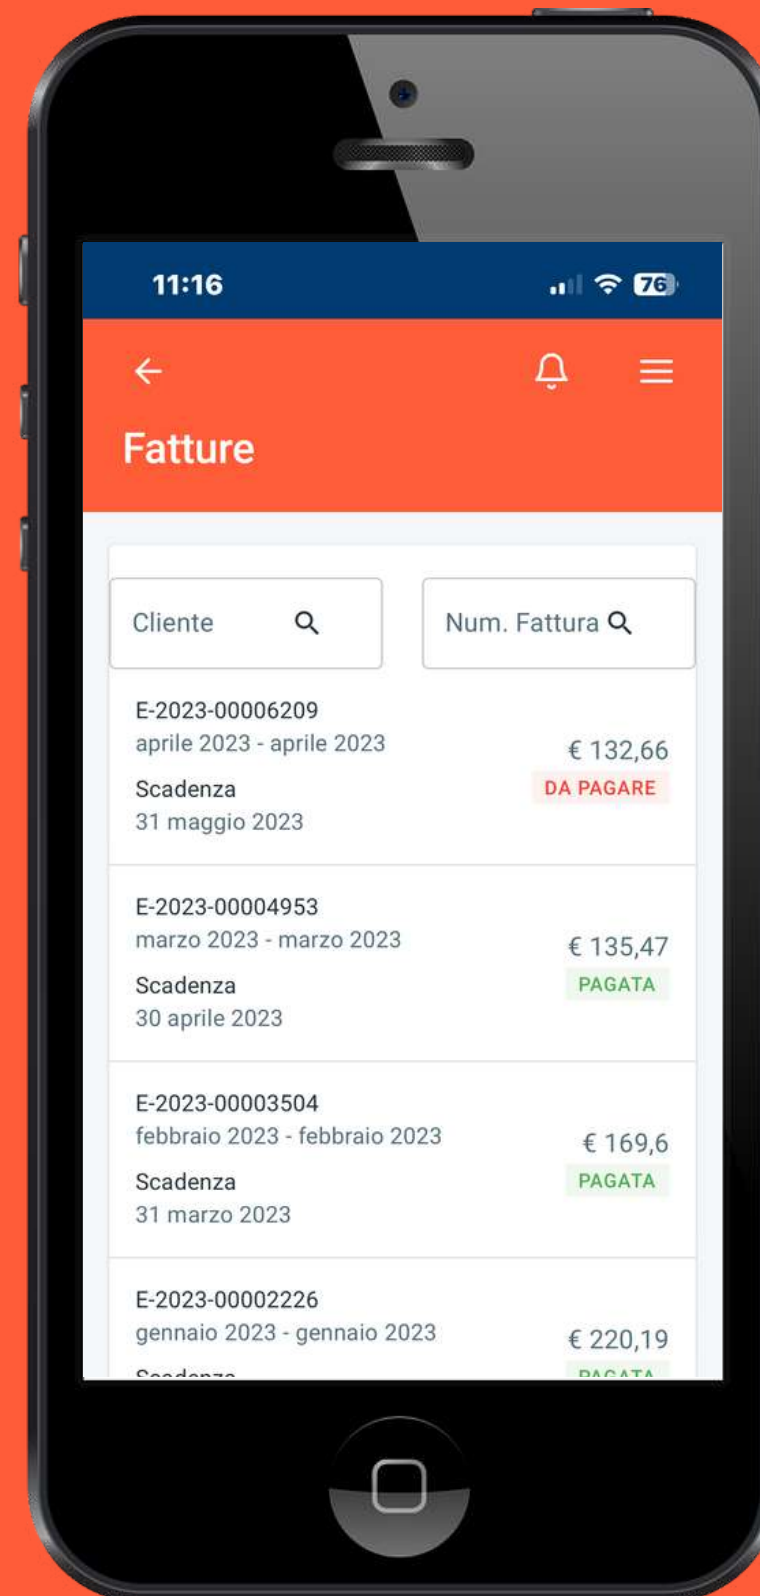 11:16
76
Fatture
Cliente
Num. Fattura
E-2023-00006209
aprile 2023 - aprile 2023
€ 132,66
Scadenza
DA PAGARE
31 maggio 2023
E-2023-00004953
marzo 2023 - marzo 2023
€ 135,47
Scadenza
PAGATA
30 aprile 2023
E-2023-00003504
febbraio 2023 - febbraio 2023
€ 169,6
Scadenza
PAGATA
31 marzo 2023
E-2023-00002226
gennaio 2023 - gennaio 2023
€ 220,19
Scadenza
PAGATA